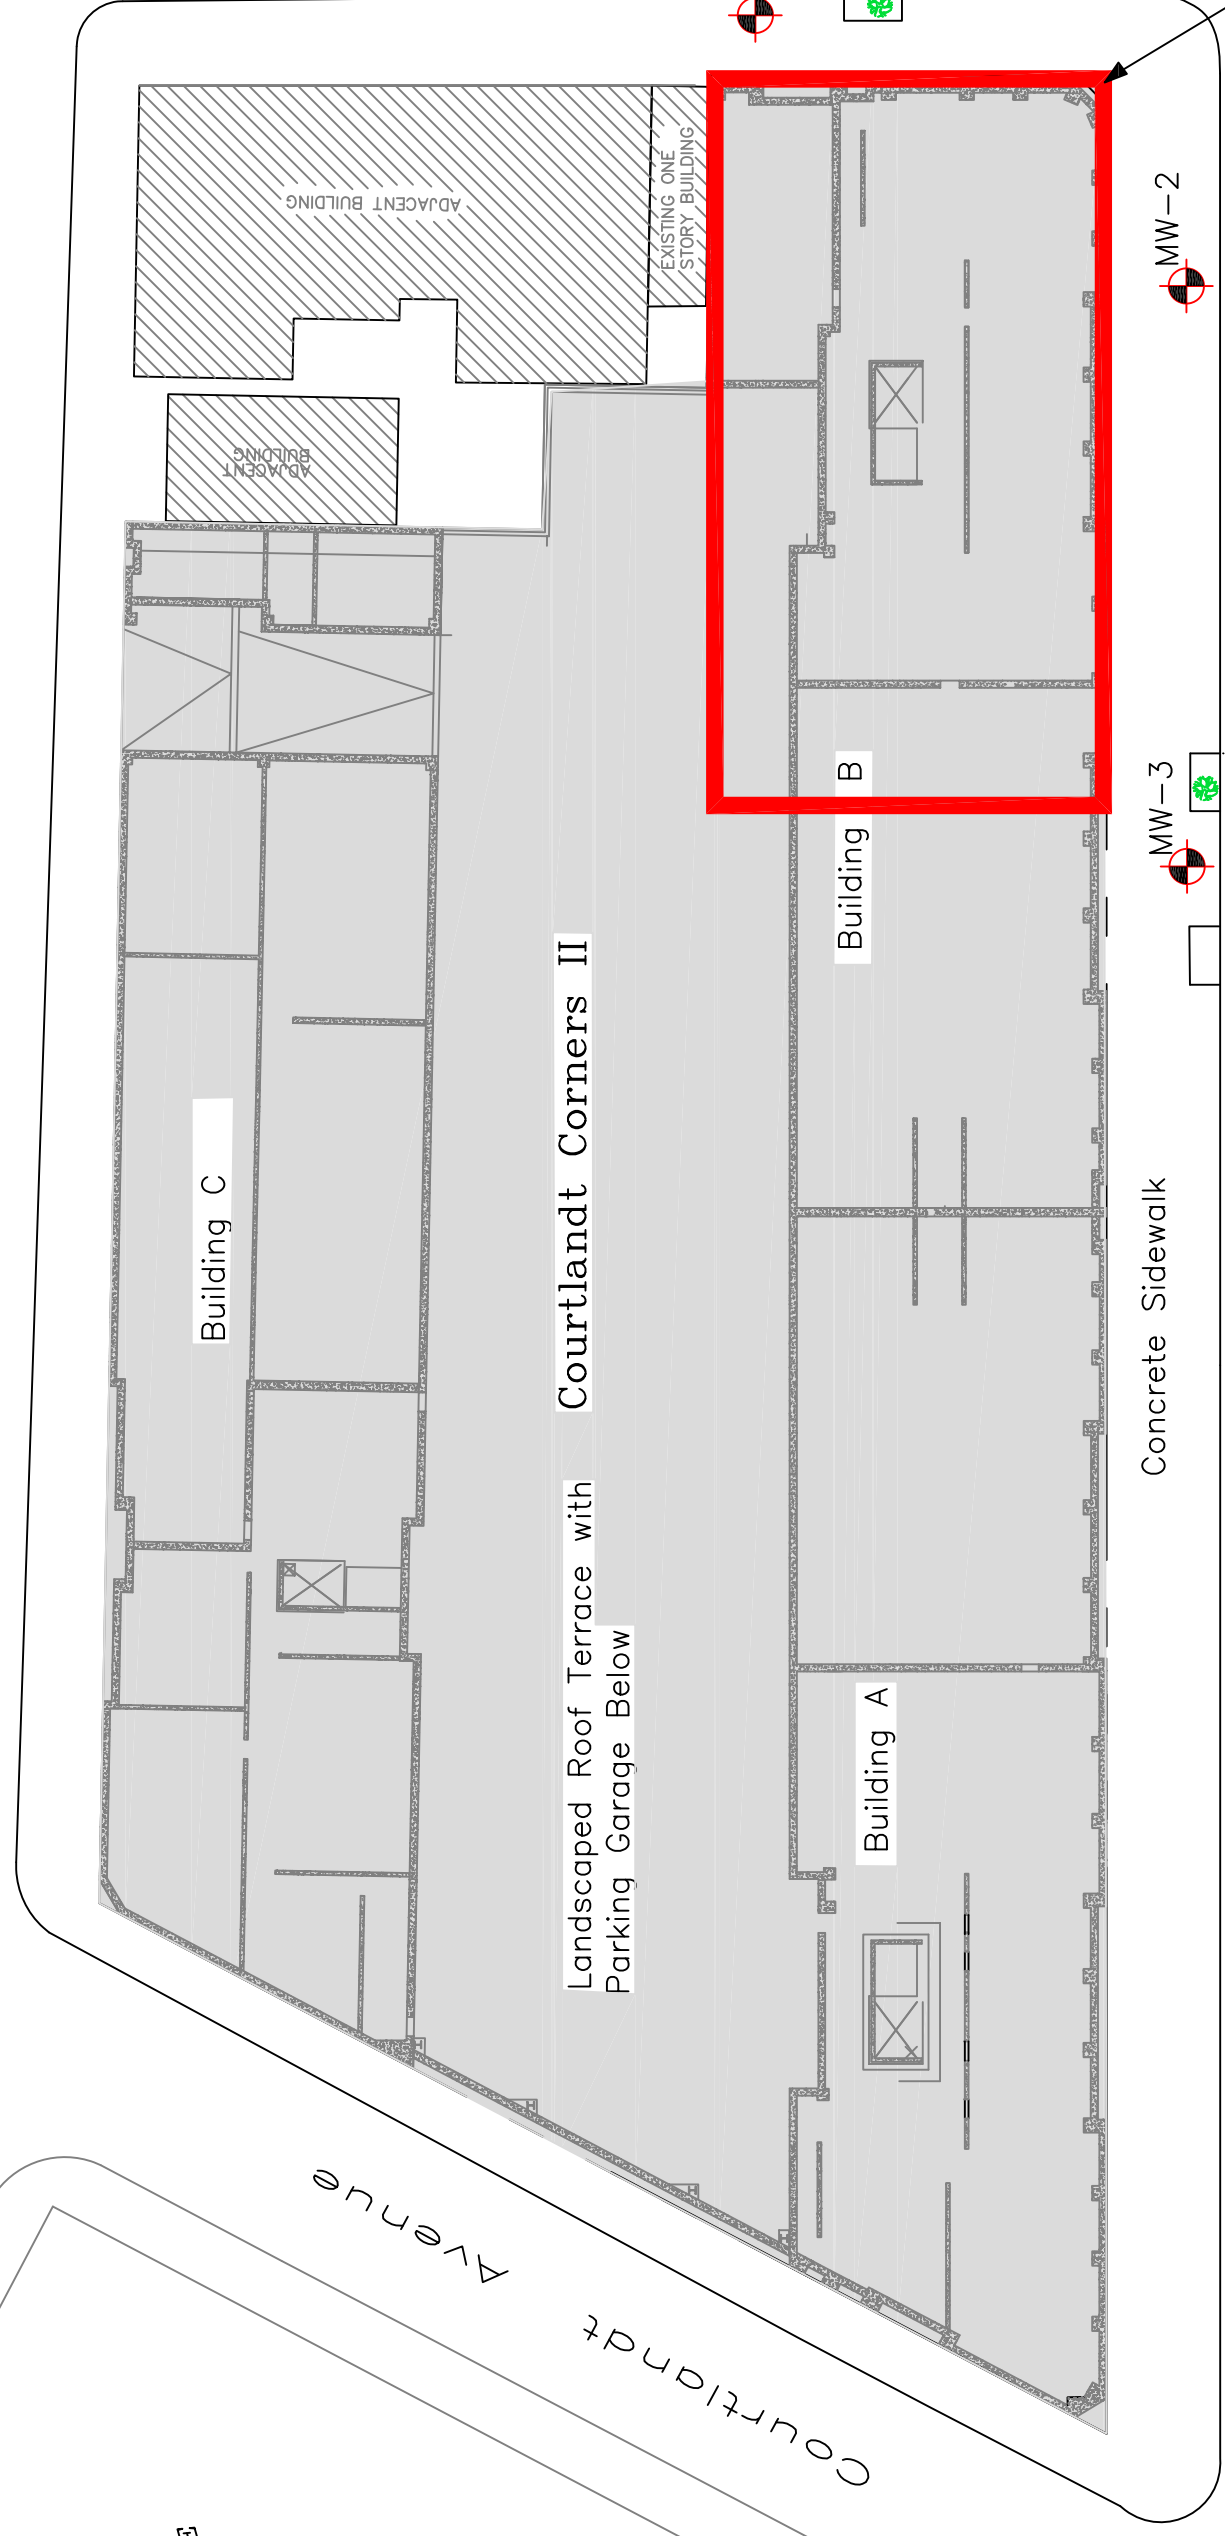 ADJACENT BUILDING
EXISTING ONE
STORY BUILDING
MW-2
ADJACENT
BUILDING
MW-3
Building B
Courtlandt Corners II
Building C
Concrete Sidewalk
Landscaped Roof Terrace with
Parking Garage Below
Building A
Courtlandt Avenue